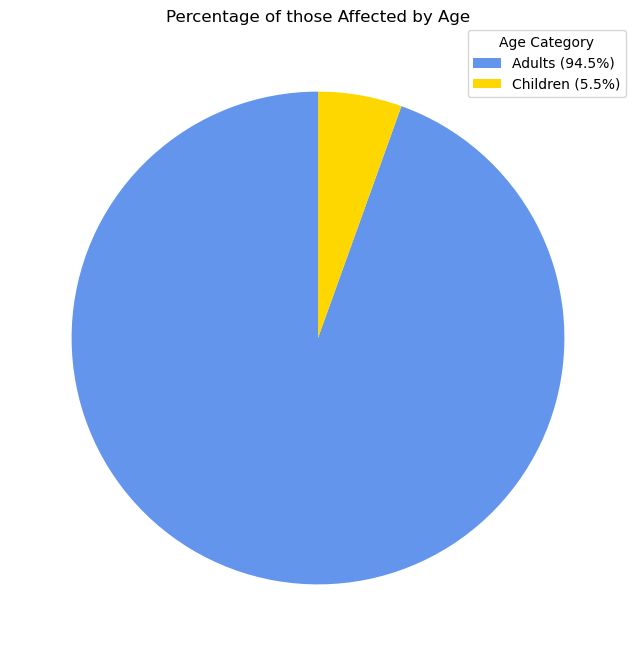 Percentage of those Affected by Age
Age Category
Adults (94.5%)
Children (5.5%)